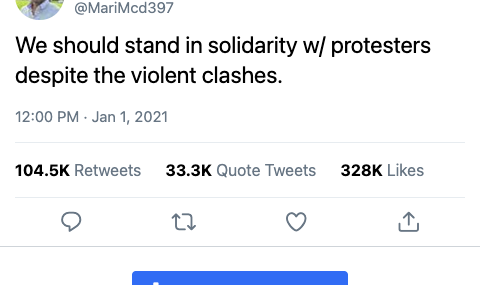 @MariMcd397
We should stand in solidarity w/ protesters
despite the violent clashes.
12:00 PM · Jan 1, 2021
104.5K Retweets 33.3K Quote Tweets 328K Likes